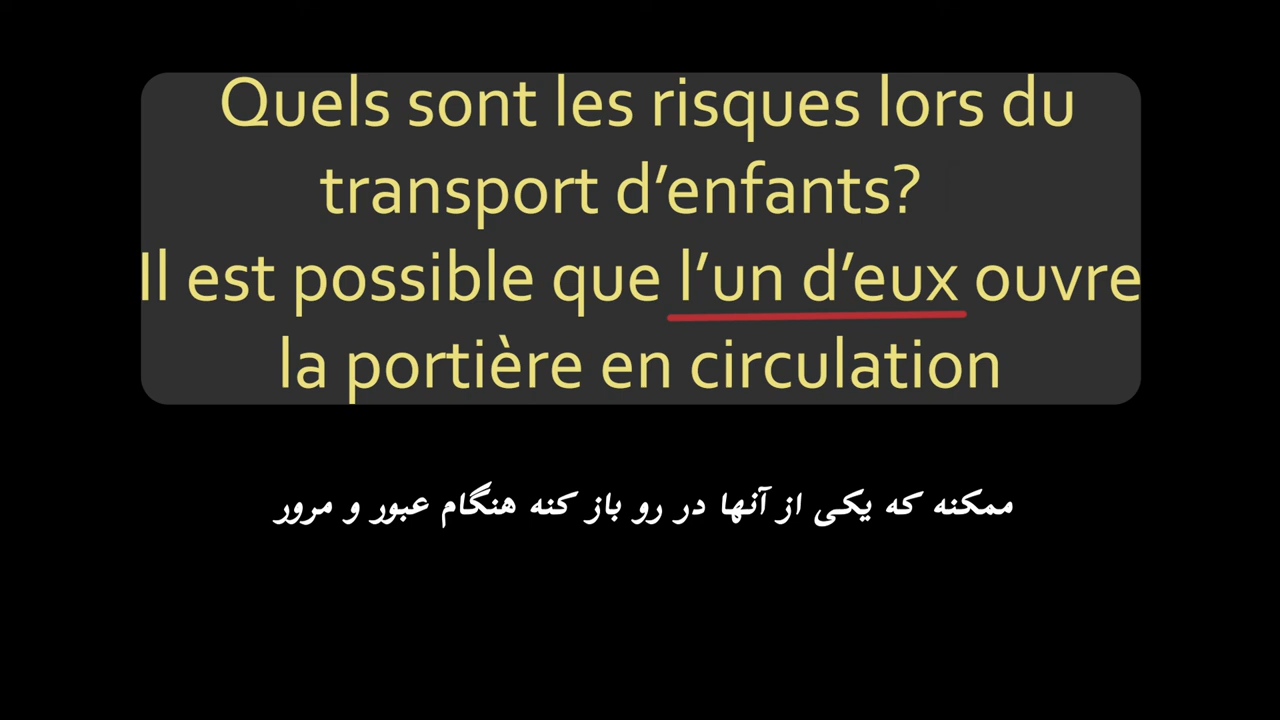 Quels sont les risques lors du
transport d’enfants?
Il est possible que l’un d’eux ouvre
la portière en circulation
ممکنه که یکی از آنها در رو باز کنه هنگام عبور و مرور